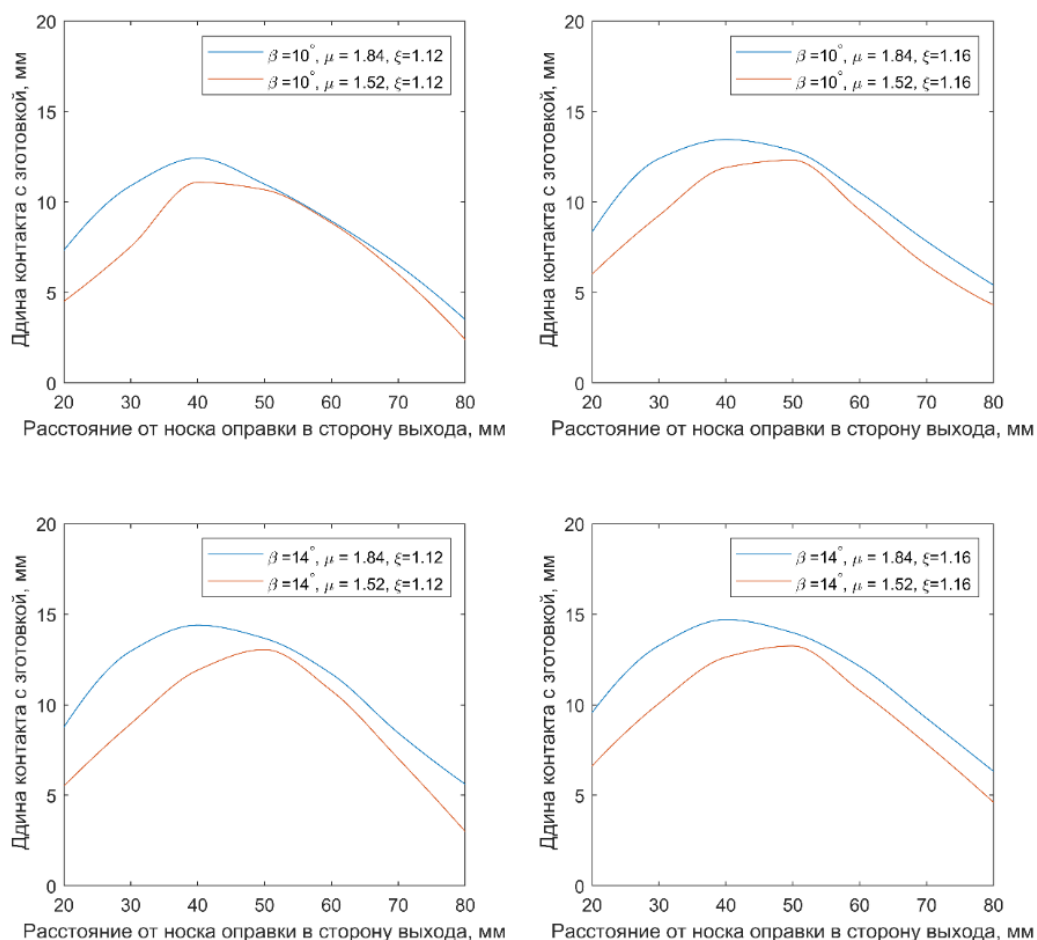 20
15
10
5
0
Ддина контакта с зготовкой, мм
β =10°, μ = 1.84, ξ=1.12
β =10°, μ = 1.52, ξ=1.12
20 30 40 50 60 70 80
Расстояние от носка оправки в сторону выхода, мм
20
15
10
5
0
Ддина контакта с зготовкой, мм
β =10°, μ = 1.84, ξ=1.16
β =10°, μ = 1.52, ξ=1.16
20 30 40 50 60 70 80
Расстояние от носка оправки в сторону выхода, мм
20
15
10
5
0
Ддина контакта с зготовкой, мм
β =14°, μ = 1.84, ξ=1.12
β =14°, μ = 1.52, ξ=1.12
20 30 40 50 60 70 80
Расстояние от носка оправки в сторону выхода, мм
20
15
10
5
0
Ддина контакта с зготовкой, мм
β =14°, μ = 1.84, ξ=1.16
β =14°, μ = 1.52, ξ=1.16
20 30 40 50 60 70 80
Расстояние от носка оправки в сторону выхода, мм